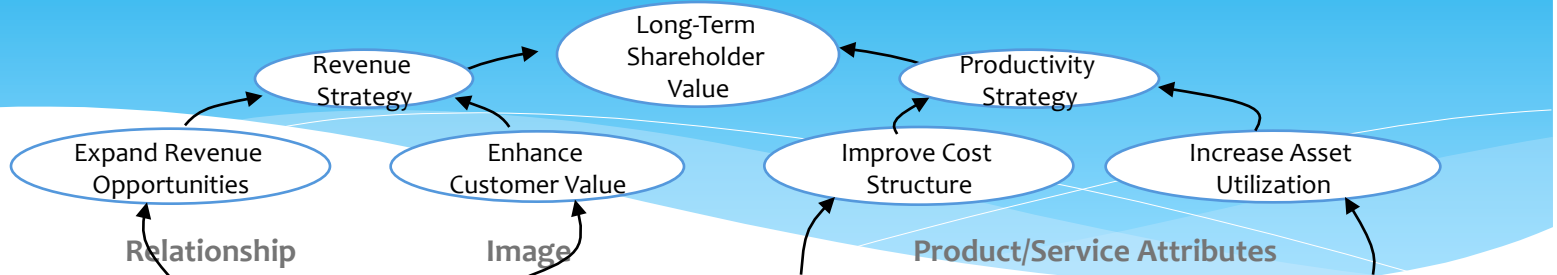 Long-Term
Shareholder
Value
Revenue
Strategy
Productivity
Strategy
Expand Revenue
Opportunities
Enhance
Customer Value
Improve Cost
Structure
Increase Asset
Utilization
Relationship
Image
Product/Service Attributes